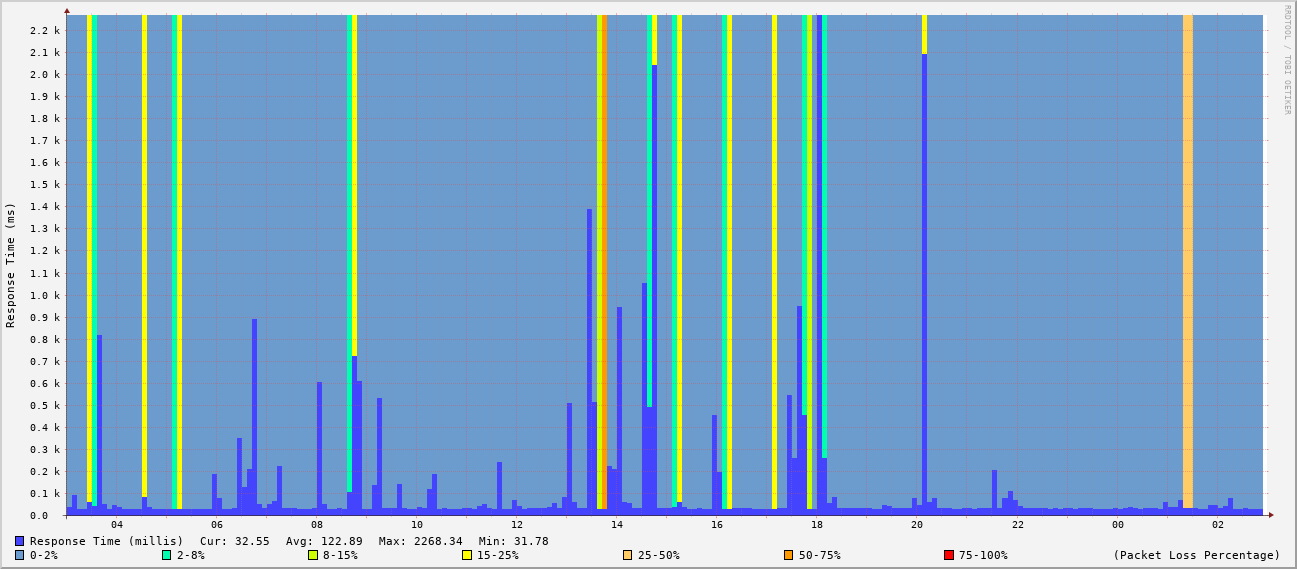 2.2 k
2.1 k
2.0 k
1.9 k
1.8 k
1.7 k
1.6 k
1.5 k
1.4 k
1.3 k
1.2 k
1.1 k
1.0 k
0.9 k
0.8 k
0.7 k
0.6 k
0.5 k
0.4 k
0.3 k
0.2 k
0.1 k
0.0
Response Time (ms)
RRDTOOL / TOBI OETIKER
04 06 08 10 12 14 16 18 20 22 00 02
Response Time (millis) Cur: 32.55 Avg: 122.89 Max: 2268.34 Min: 31.78
0-2% 2-8% 8-15% 15-25% 25-50% 50-75% 75-100% (Packet Loss Percentage)